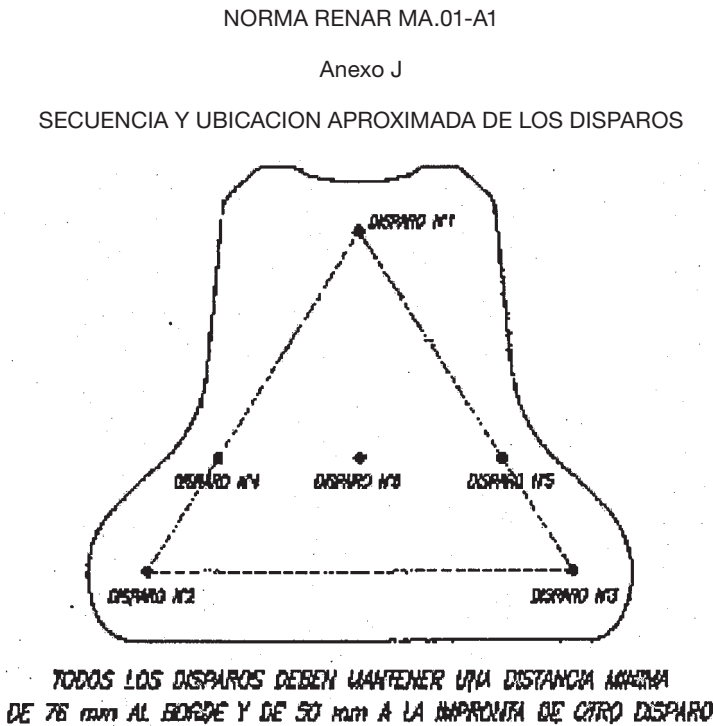 NORMA RENAR MA.01-A1
Anexo J
SECUENCIA Y UBICACION APROXIMADA DE LOS DISPAROS
DISPARO Nº1
DISPARO Nº4
DISPARO Nº6
DISPARO Nº5
DISPARO Nº2
DISPARO Nº3
TODOS LOS DISPAROS DEBEN MANTENER UNA DISTANCIA MINIMA
DE 76 mm AL BORDE Y DE 50 mm A LA IMPRONTA DE OTRO DISPARO